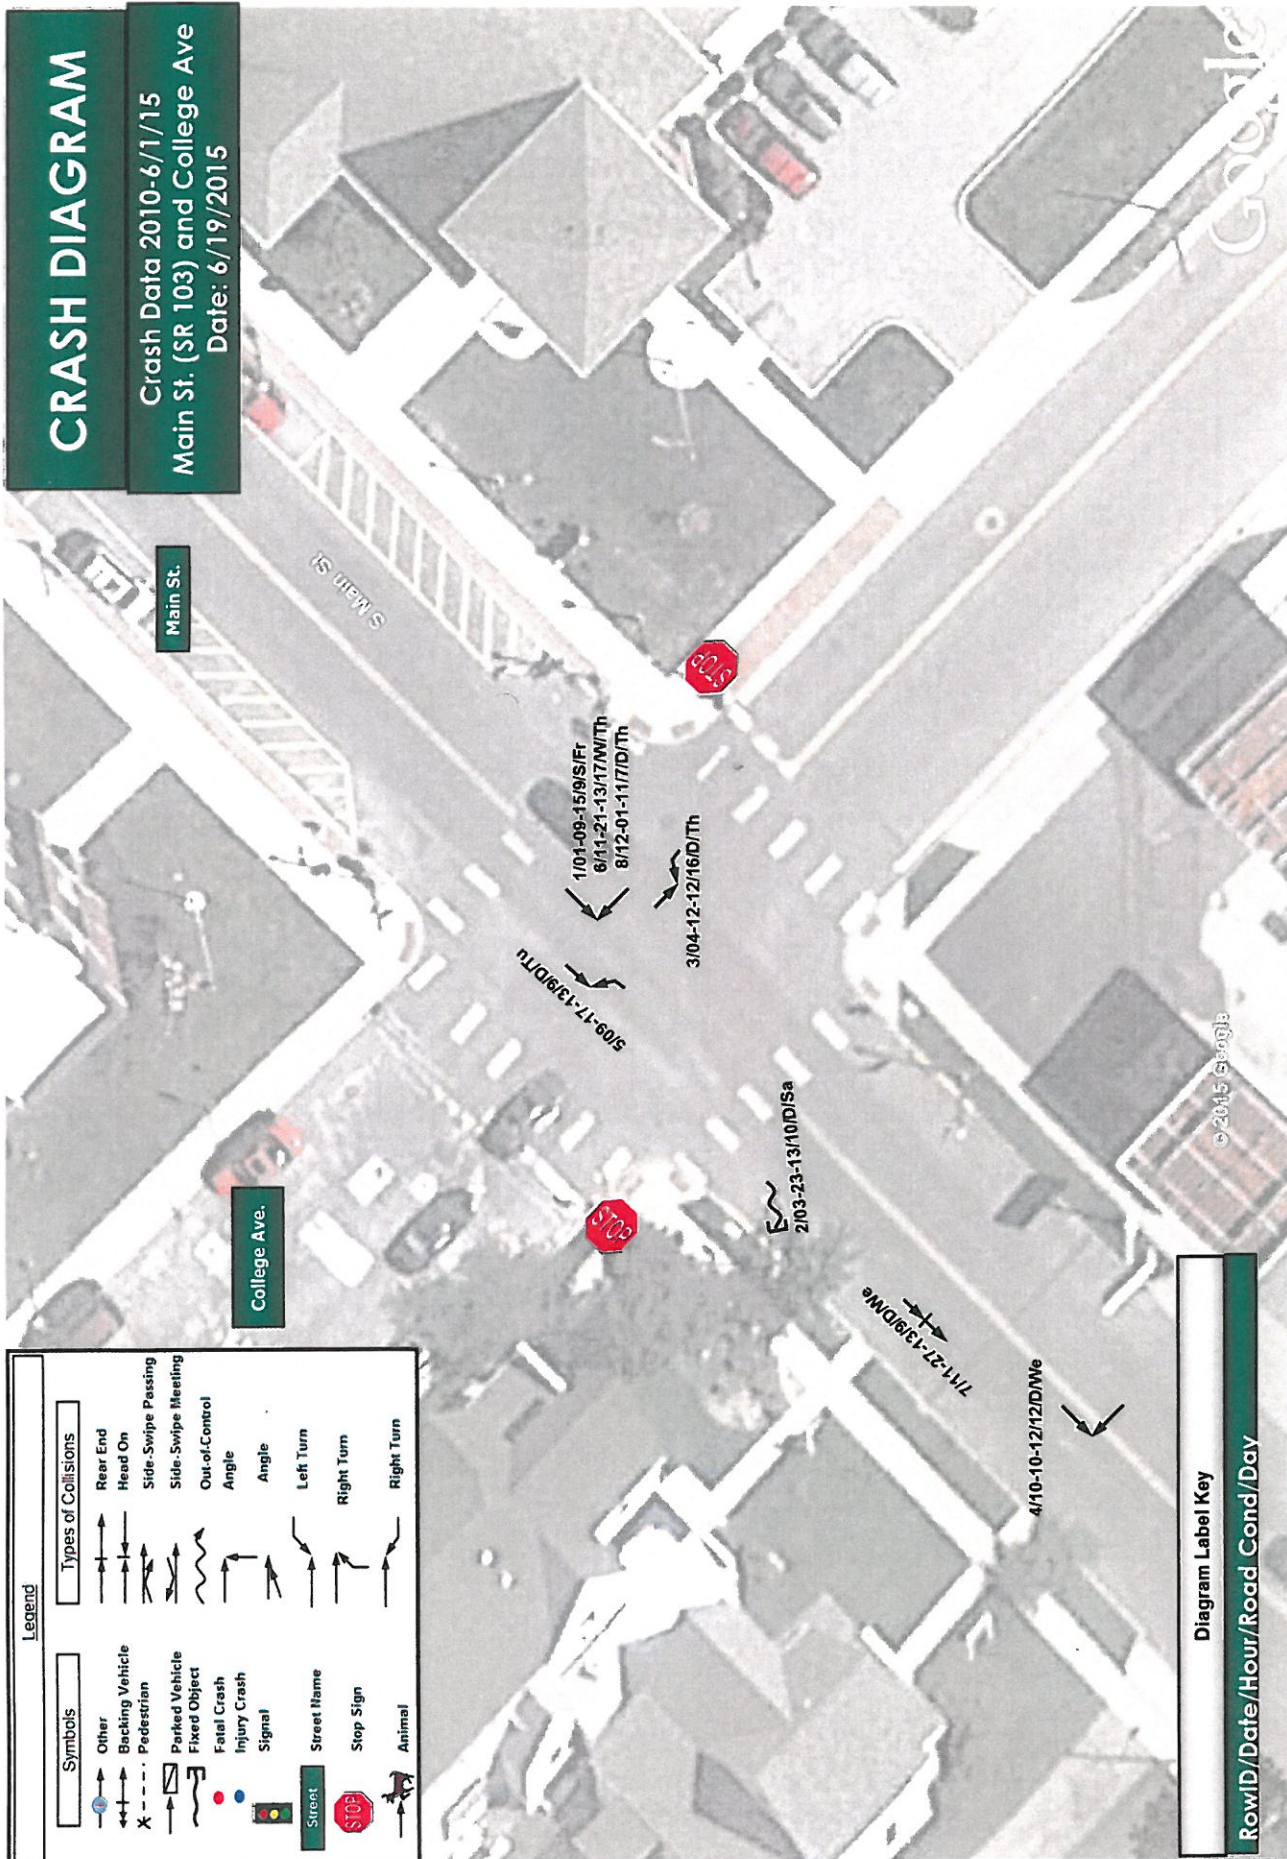 CRASH DIAGRAM
Crash Data 2010-6/1/15
Main St. (SR 103) and College Ave
Date: 6/19/2015
Legend
Symbols
Other
Backing Vehicle
Pedestrian
Parked Vehicle
Fixed Object
Fatal Crash
Injury Crash
Signal
Street
Street Name
STOP
Stop Sign
Animal
Types of Collisions
Rear End
Head On
Side-Swipe Passing
Side-Swipe Meeting
Out-of-Control
Angle
Angle
Left Turn
Right Turn
Right Turn
College Ave.
Main St.
S Main St
STOP
STOP
1/01-09-15/9/S/Fr
6/11-21-13/17/W/Th
8/12-01-11/7/D/Th
5/09-17-13/9/D/Tu
3/04-12-12/16/D/Th
2/03-23-13/10/D/Sa
7/11-27-13/9/D/We
4/10-10-12/12/D/We
Diagram Label Key
RowID/Date/Hour/Road Cond/Day
© 2015 Google
Google